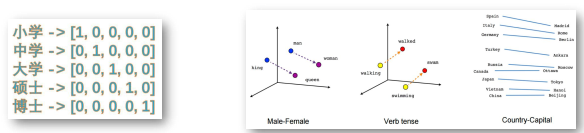 小学 -> [1,0,0,0,0]
中学 -> [0,1,0,0,0]
大学 -> [0,0,1,0,0]
硕士 -> [0,0,0,1,0]
博士 -> [0,0,0,0,1]
man
woman
king
queen
Male-Female
walked
swam
walking
swimming
Verb tense
Spain
Madrid
Italy
Rome
Germany
Berlin
Turkey
Ankara
Russia
Moscow
Canada
Ottawa
Japan
Tokyo
Vietnam
Hanoi
China
Beijing
Country-Capital